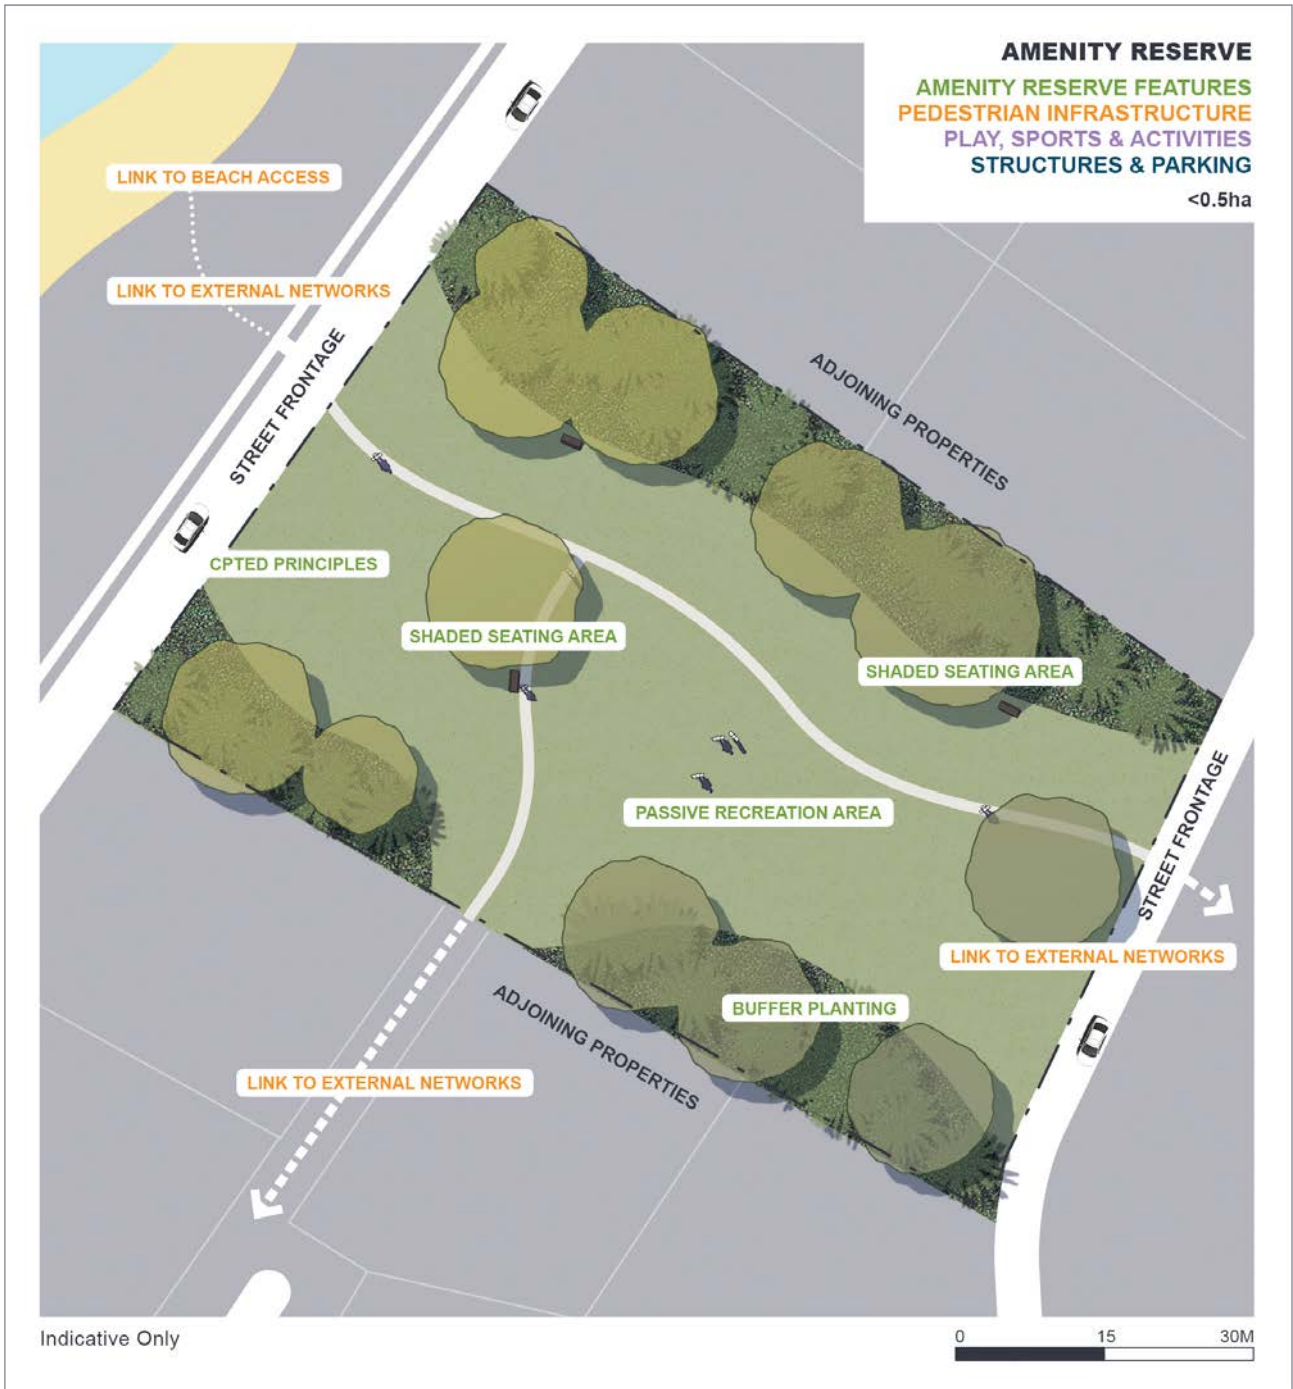 AMENITY RESERVE
AMENITY RESERVE FEATURES
PEDESTRIAN INFRASTRUCTURE
PLAY, SPORTS & ACTIVITIES
STRUCTURES & PARKING
<0.5ha
LINK TO BEACH ACCESS
LINK TO EXTERNAL NETWORKS
STREET FRONTAGE
ADJOINING PROPERTIES
CPTED PRINCIPLES
SHADED SEATING AREA
SHADED SEATING AREA
PASSIVE RECREATION AREA
STREET FRONTAGE
LINK TO EXTERNAL NETWORKS
BUFFER PLANTING
ADJOINING PROPERTIES
LINK TO EXTERNAL NETWORKS
Indicative Only
0 15 30M